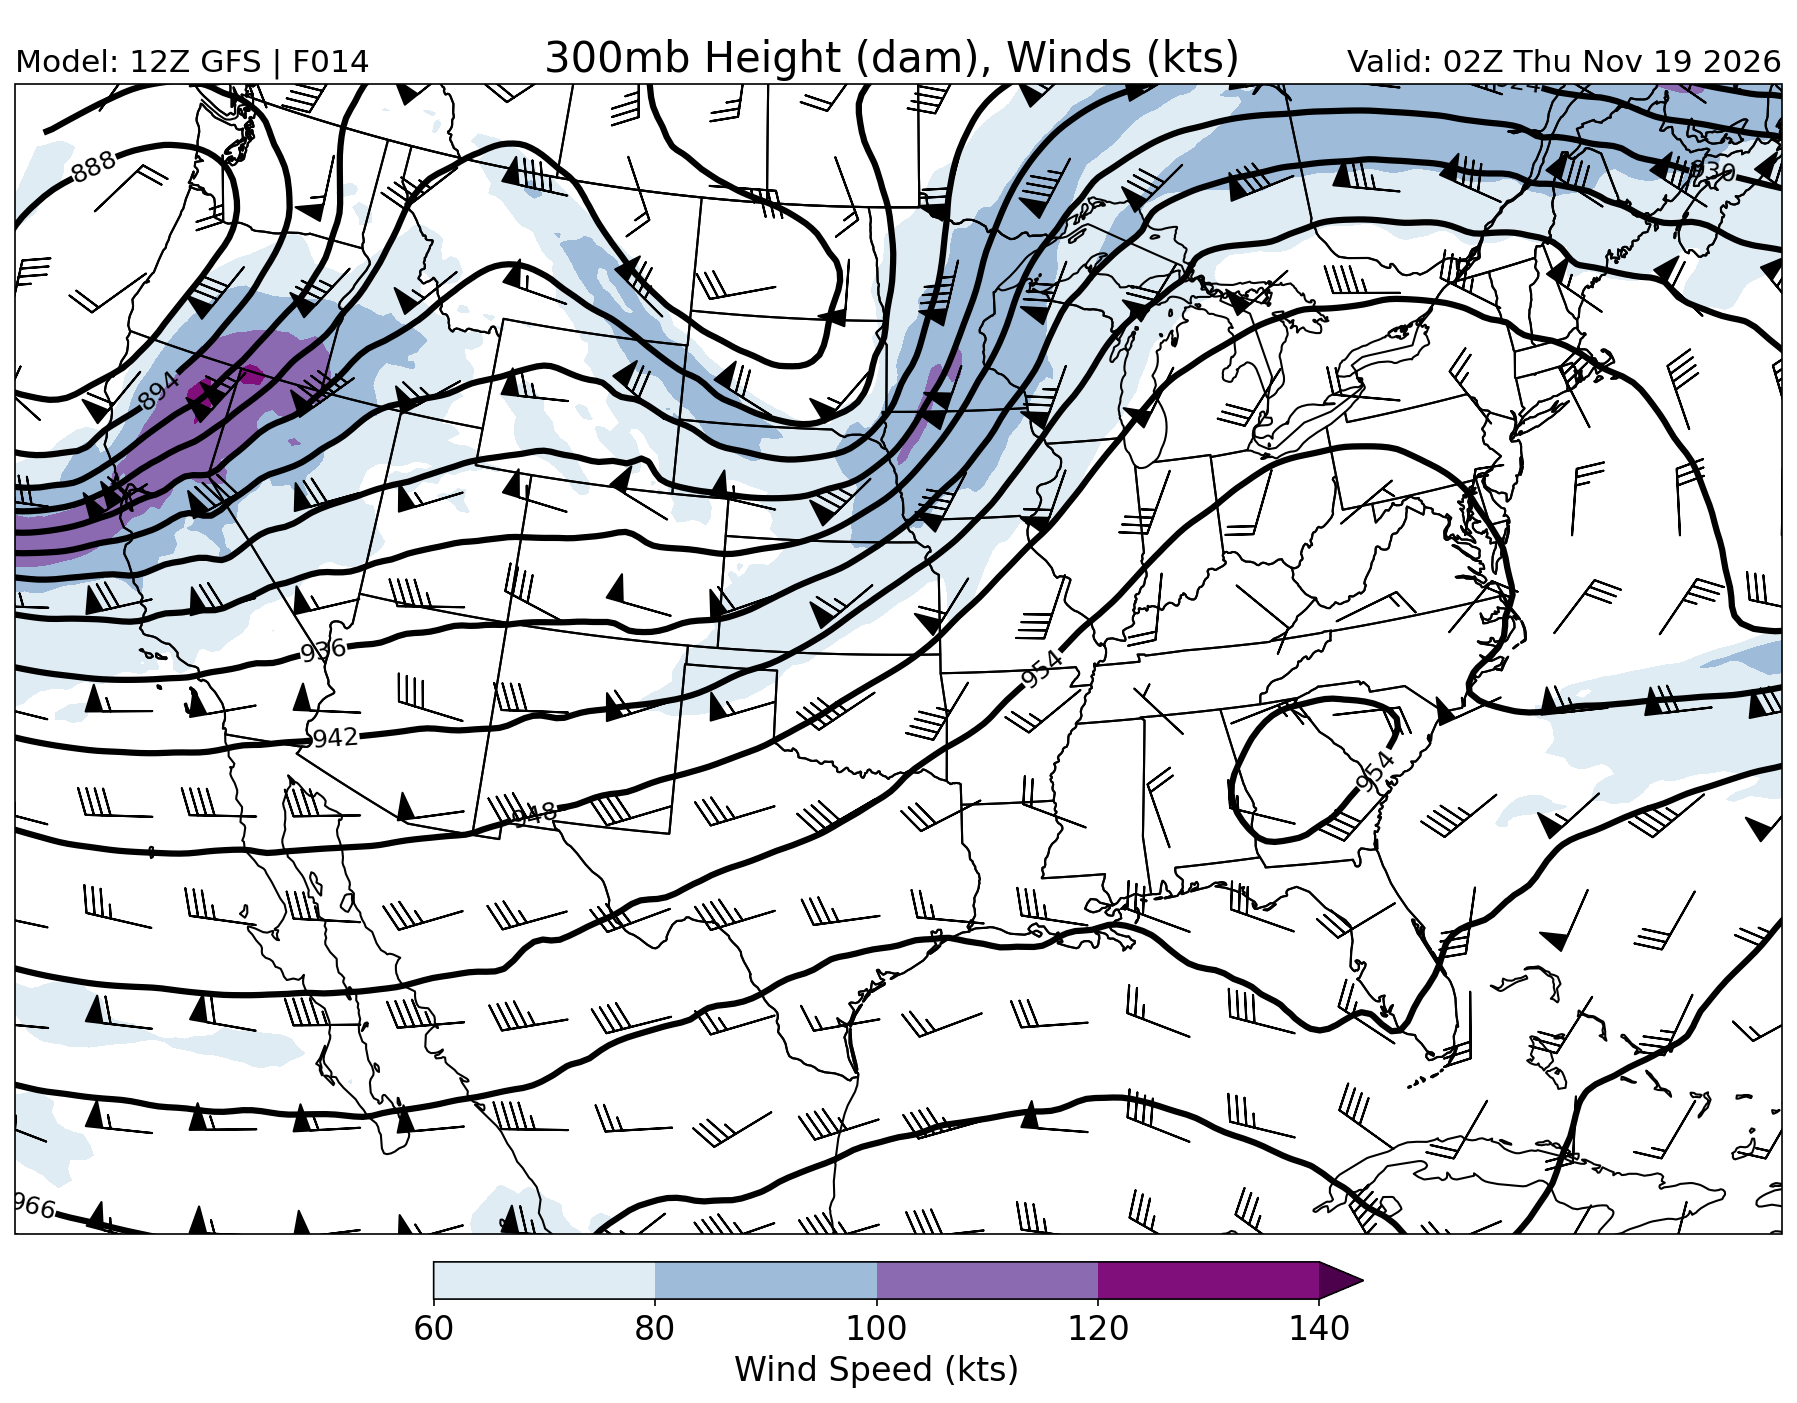 Model: 12Z GFS | F014
300mb Height (dam), Winds (kts)
Valid: 02Z Thu Nov 19 2026
888
930
894
936
954
942
954
948
966
60 80 100 120 140
Wind Speed (kts)